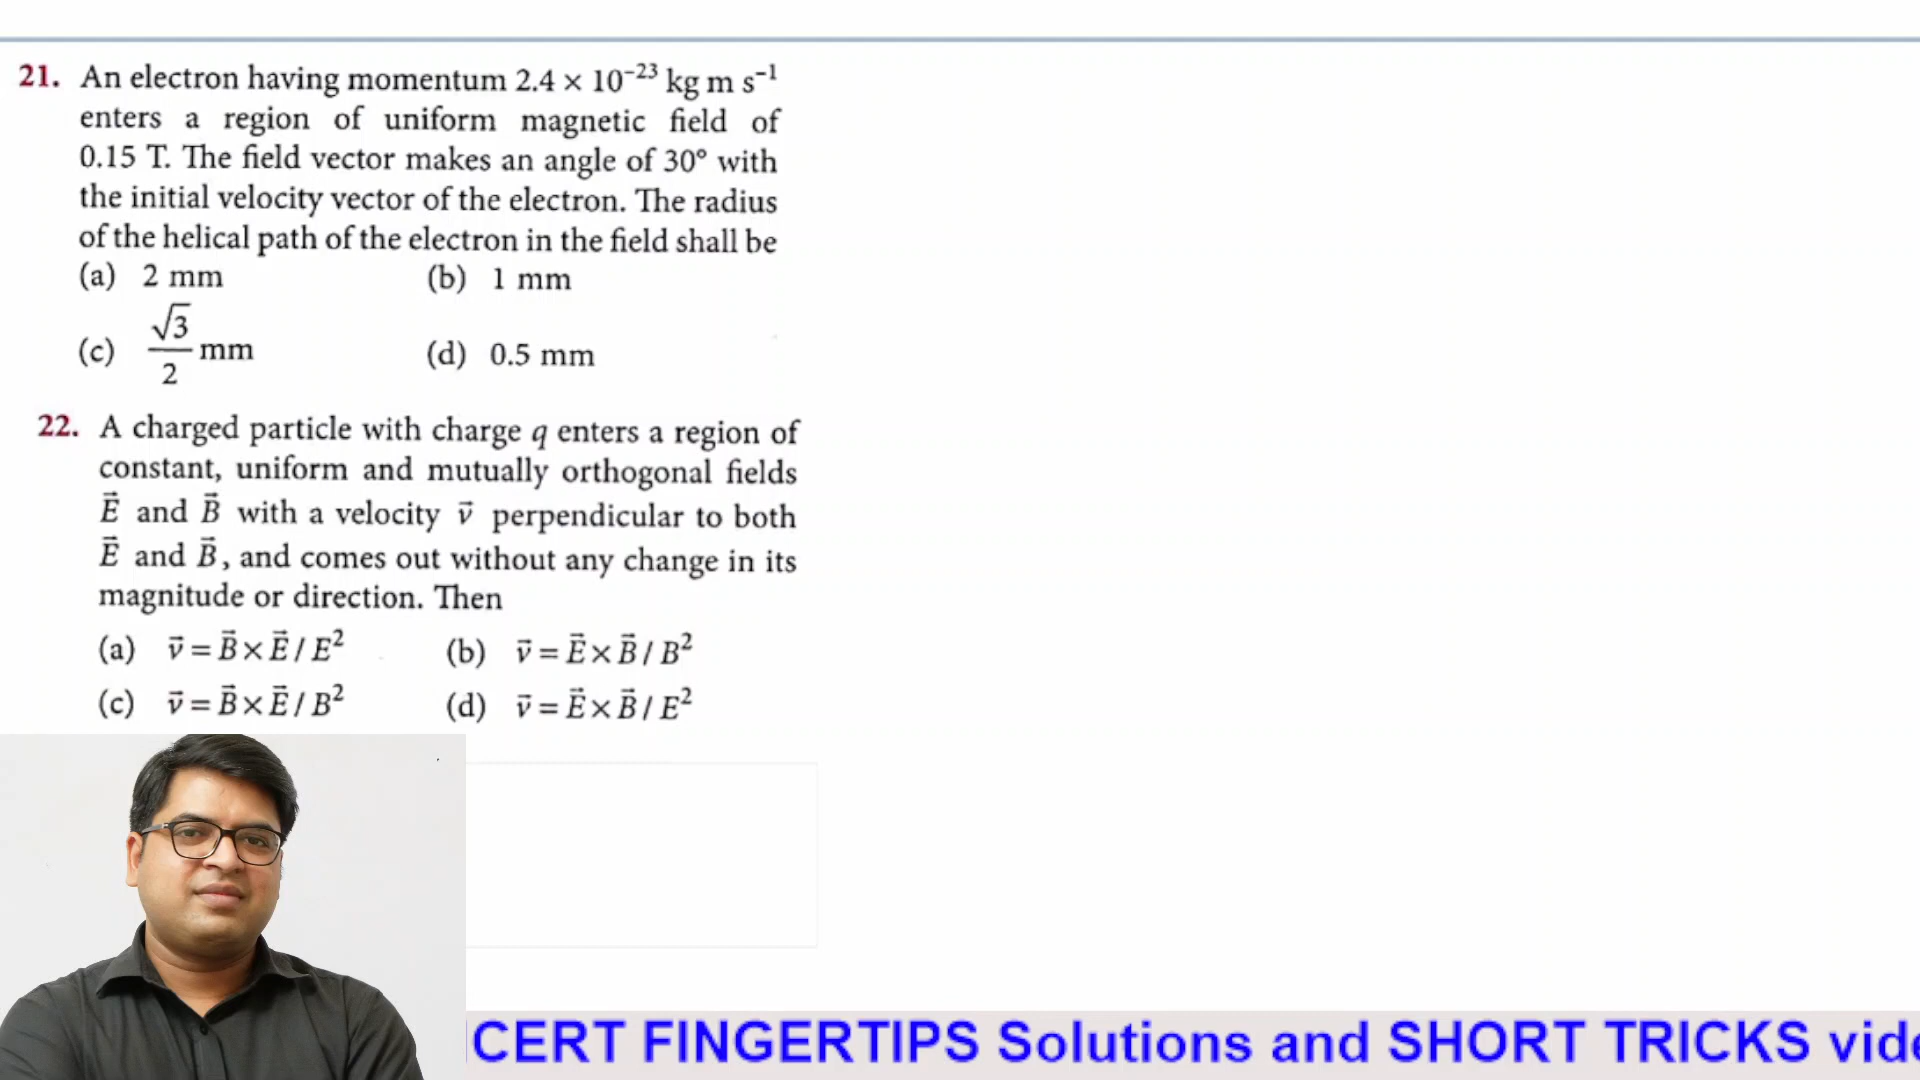 21. An electron having momentum 2.4 × 10⁻²³ kg m s⁻¹
enters a region of uniform magnetic field of
0.15 T. The field vector makes an angle of 30° with
the initial velocity vector of the electron. The radius
of the helical path of the electron in the field shall be
(a) 2 mm (b) 1 mm
(c) √3/2 mm (d) 0.5 mm
22. A charged particle with charge q enters a region of
constant, uniform and mutually orthogonal fields
E⃗ and B⃗ with a velocity v⃗ perpendicular to both
E⃗ and B⃗, and comes out without any change in its
magnitude or direction. Then
(a) v⃗ = B⃗ × E⃗ / E² (b) v⃗ = E⃗ × B⃗ / B²
(c) v⃗ = B⃗ × E⃗ / B² (d) v⃗ = E⃗ × B⃗ / E²
CERT FINGERTIPS Solutions and SHORT TRICKS vide